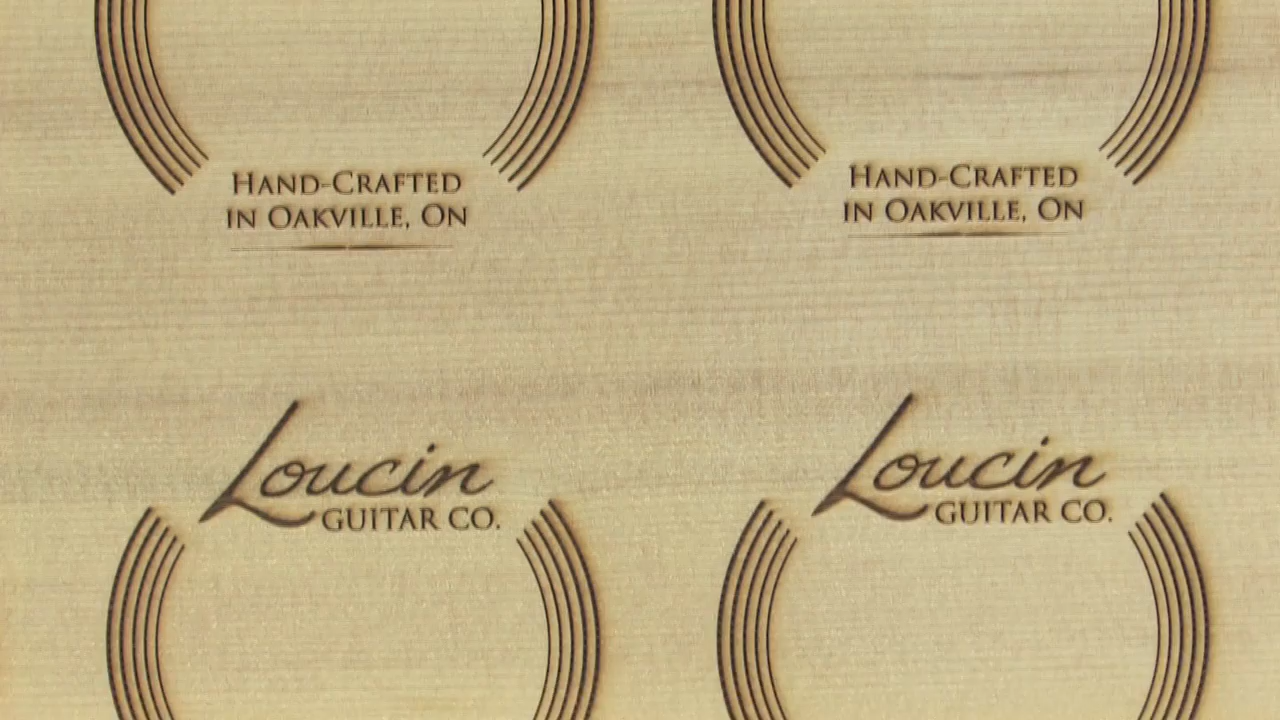 HAND-CRAFTED
IN OAKVILLE, ON
HAND-CRAFTED
IN OAKVILLE, ON
Loucin
GUITAR CO.
Loucin
GUITAR CO.